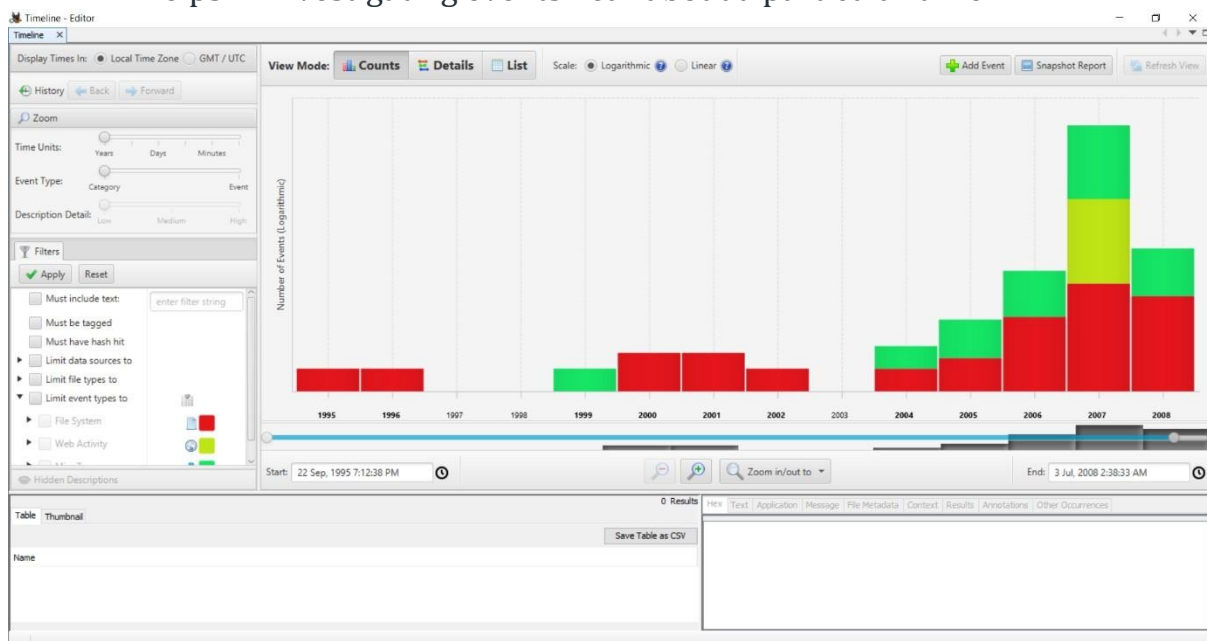 Timeline - Editor
Timeline X
Display Times In: Local Time Zone GMT / UTC
History Back Forward
Zoom
Time Units:
Years Days Minutes
Event Type:
Category Event
Description Detail:
Low Medium High
Filters
Apply Reset
Must include text: enter filter string
Must be tagged
Must have hash hit
Limit data sources to
Limit file types to
Limit event types to
File System
Web Activity
Hidden Descriptions
View Mode: Counts Details List Scale: Logarithmic Linear
Add Event Snapshot Report Refresh View
Number of Events (Logarithmic)
1995 1996 1997 1998 1999 2000 2001 2002 2003 2004 2005 2006 2007 2008
Start: 22 Sep, 1995 7:12:38 PM Zoom in/out to End: 3 Jul, 2008 2:38:33 AM
0 Results
Table Thumbnail
Save Table as CSV
Name
Hex Text Application Message File Metadata Context Results Annotations Other Occurrences